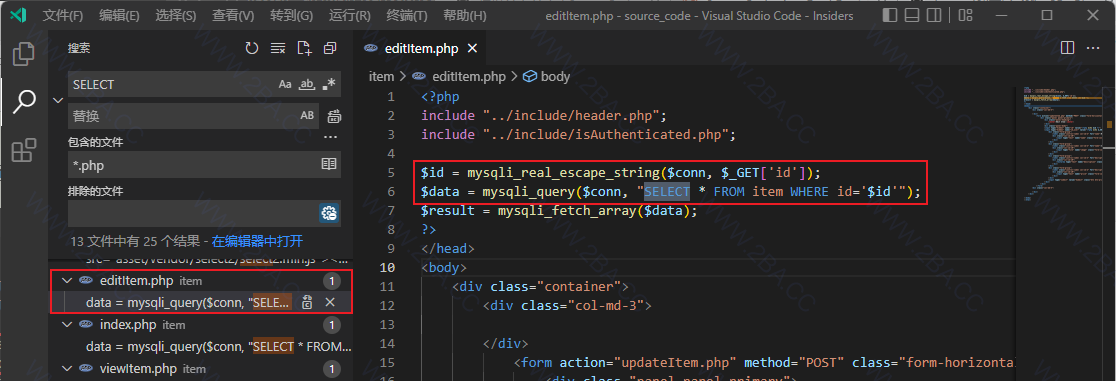 文件(F) 编辑(E) 选择(S) 查看(V) 转到(G) 运行(R) 终端(T) 帮助(H) editItem.php - source_code - Visual Studio Code - Insiders
搜索
SELECT Aa ab .*
替换 AB
包含的文件
*.php
排除的文件
13 文件中有 25 个结果 - 在编辑器中打开
src= asset/vendor/select2/select2.min.js ><...
editItem.php item 1
data = mysqli_query($conn, "SELE...
index.php item 1
data = mysqli_query($conn, "SELECT * FROM...
viewItem.php item 1
editItem.php
item > editItem.php > body
1 <?php
2 include "../include/header.php";
3 include "../include/isAuthenticated.php";
4
5 $id = mysqli_real_escape_string($conn, $_GET['id']);
6 $data = mysqli_query($conn, "SELECT * FROM item WHERE id='$id'");
7 $result = mysqli_fetch_array($data);
8 ?>
9 </head>
10 <body>
11 <div class="container">
12 <div class="col-md-3">
13
14 </div>
15 <form action="updateItem.php" method="POST" class="form-horizonta
16 <div class="panel panel-primary">
WWW.2BA.CC